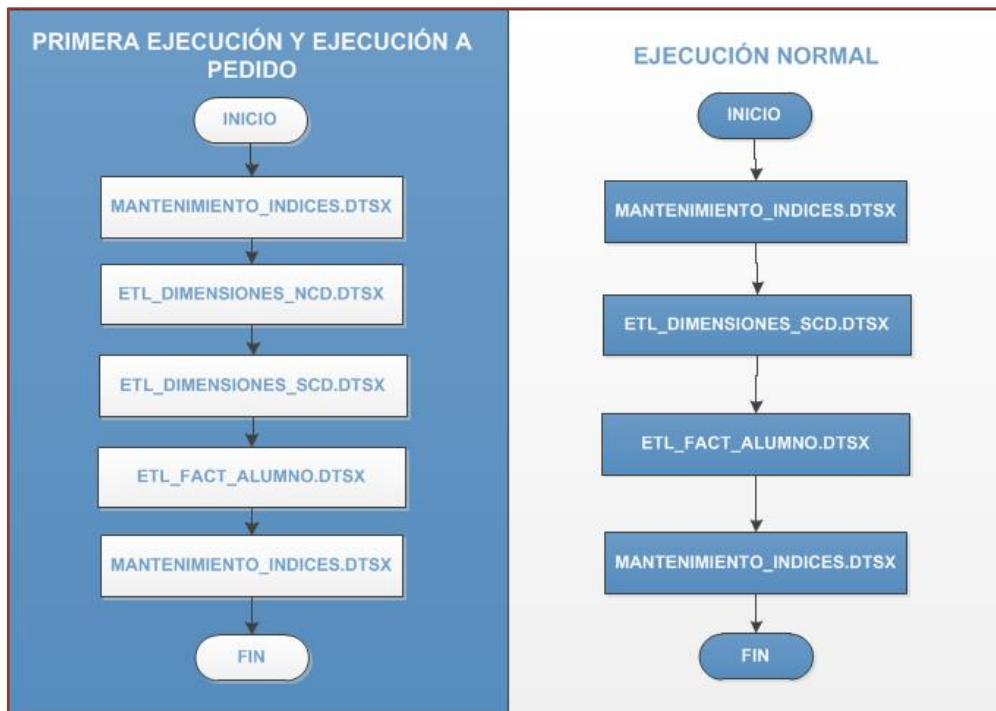 PRIMERA EJECUCIÓN Y EJECUCIÓN A
PEDIDO
INICIO
MANTENIMIENTO_INDICES.DTSX
ETL_DIMENSIONES_NCD.DTSX
ETL_DIMENSIONES_SCD.DTSX
ETL_FACT_ALUMNO.DTSX
MANTENIMIENTO_INDICES.DTSX
FIN
EJECUCIÓN NORMAL
INICIO
MANTENIMIENTO_INDICES.DTSX
ETL_DIMENSIONES_SCD.DTSX
ETL_FACT_ALUMNO.DTSX
MANTENIMIENTO_INDICES.DTSX
FIN